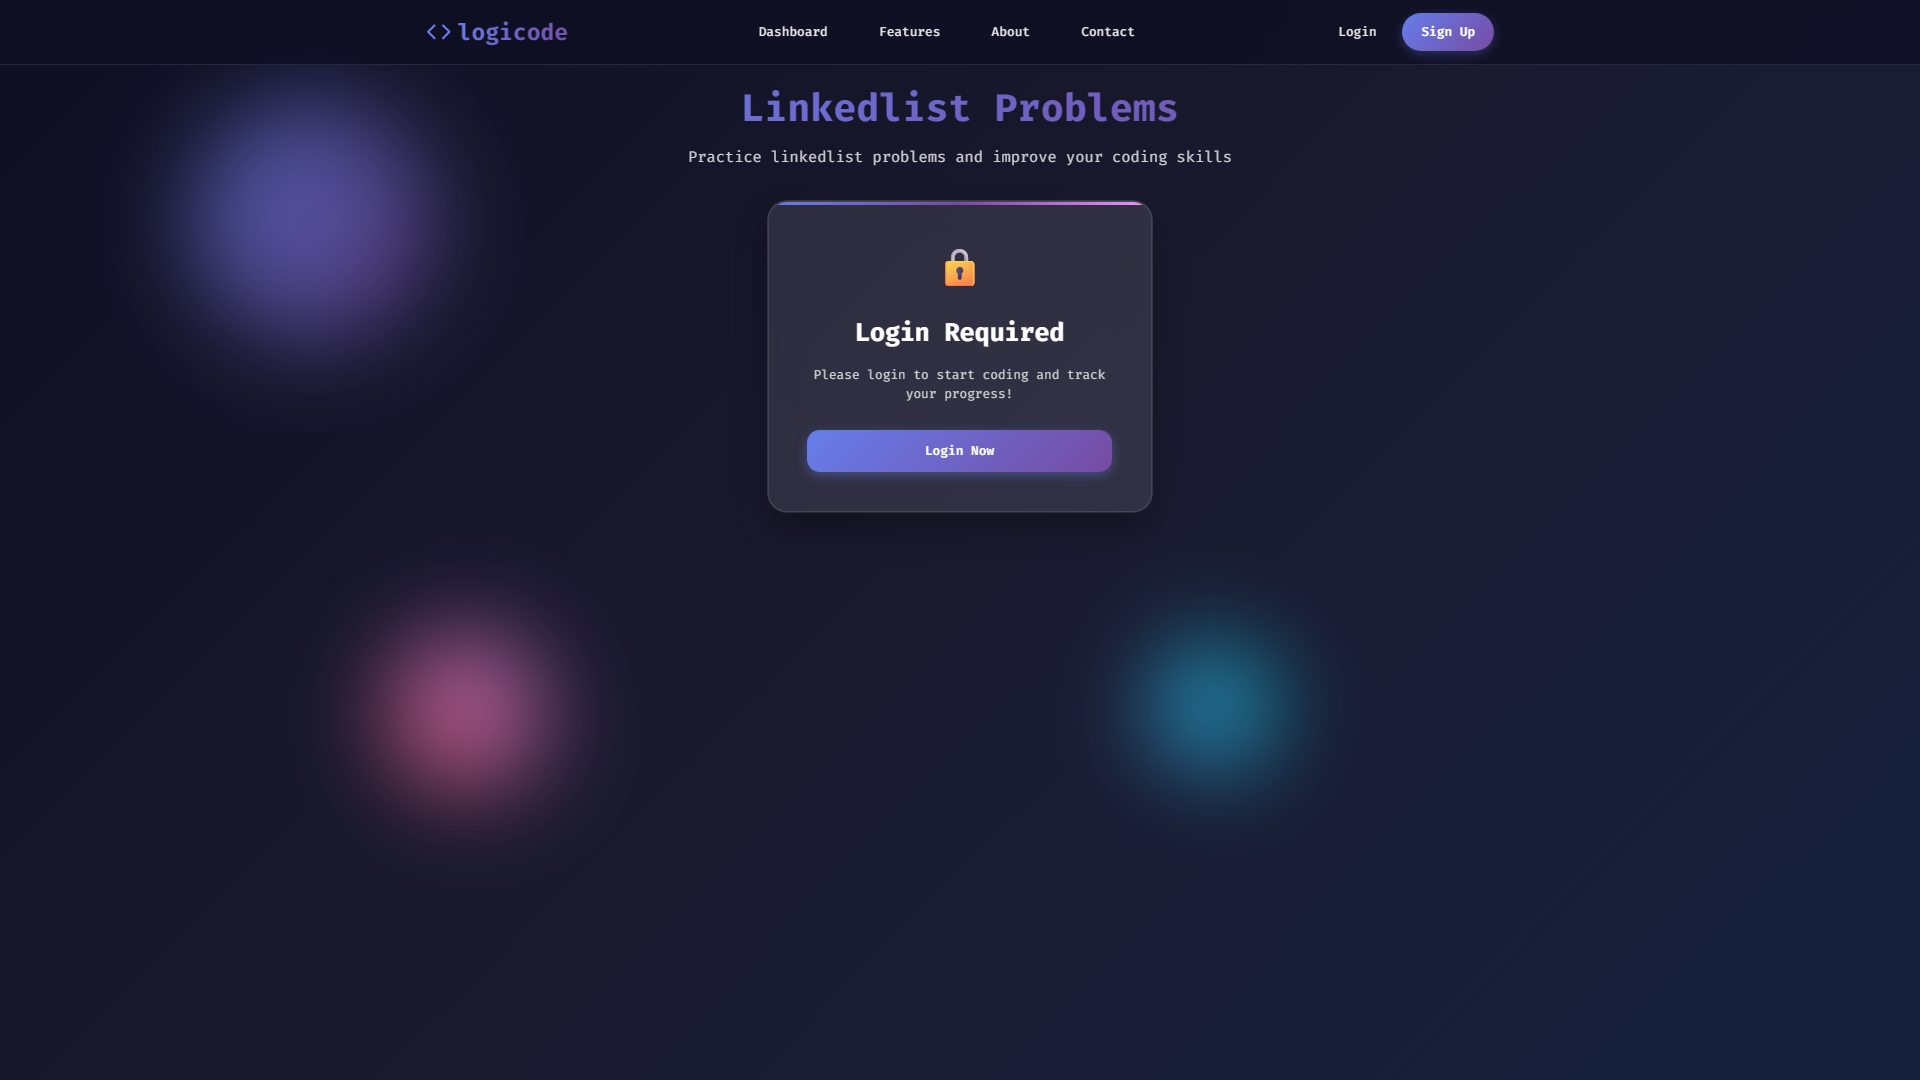 logicode
Dashboard
Features
About
Contact
Login
Sign Up
Linkedlist Problems
Practice linkedlist problems and improve your coding skills
Login Required
Please login to start coding and track
your progress!
Login Now